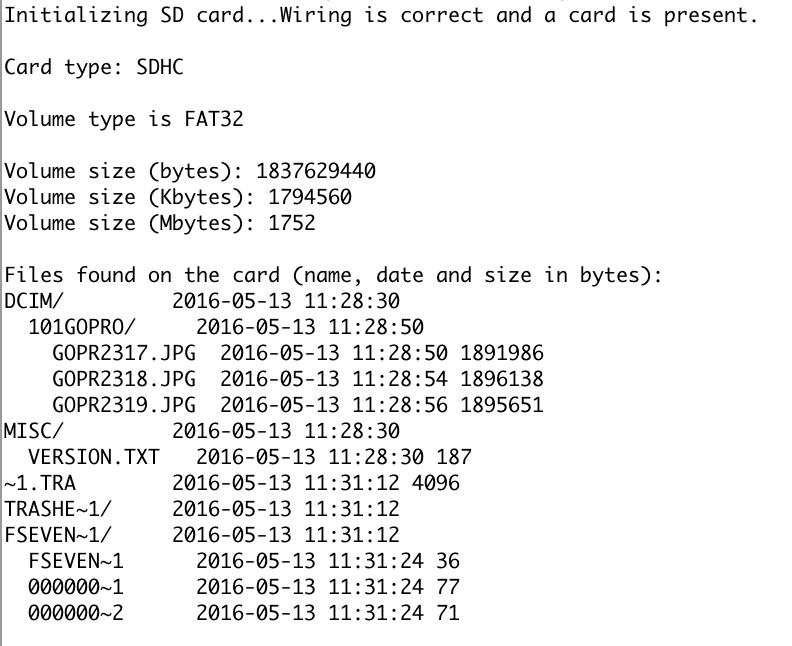 Initializing SD card...Wiring is correct and a card is present.
Card type: SDHC
Volume type is FAT32
Volume size (bytes): 1837629440
Volume size (Kbytes): 1794560
Volume size (Mbytes): 1752
Files found on the card (name, date and size in bytes):
DCIM/         2016-05-13 11:28:30
  101GOPRO/     2016-05-13 11:28:50
    GOPR2317.JPG  2016-05-13 11:28:50 1891986
    GOPR2318.JPG  2016-05-13 11:28:54 1896138
    GOPR2319.JPG  2016-05-13 11:28:56 1895651
MISC/         2016-05-13 11:28:30
  VERSION.TXT   2016-05-13 11:28:30 187
~1.TRA        2016-05-13 11:31:12 4096
TRASHE~1/     2016-05-13 11:31:12
FSEVEN~1/     2016-05-13 11:31:12
  FSEVEN~1      2016-05-13 11:31:24 36
  000000~1      2016-05-13 11:31:24 77
  000000~2      2016-05-13 11:31:24 71